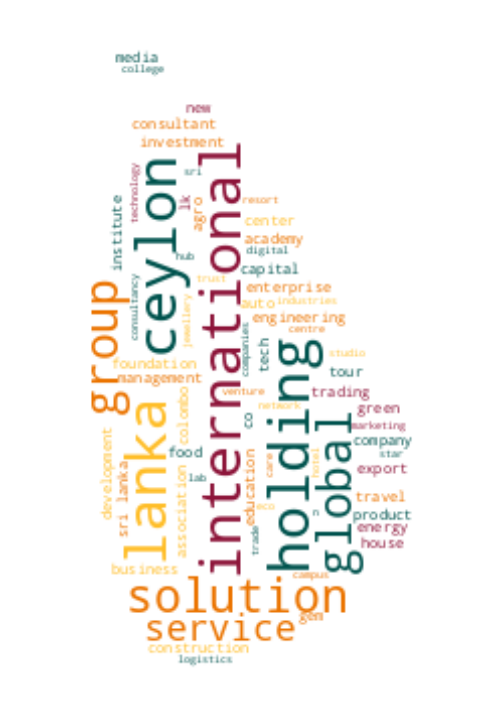 media
college
new
consultant
investment
technology
sri
lk
agro
resort
institute
ceylon
international
center
academy
digital
hub
capital
consultancy
trust
enterprise
group
auto
industries
jewellery
engineering
centre
companies
tech
holding
studio
foundation
tour
management
venture
trading
lanka
colombo
network
green
co
global
marketing
company
development
food
star
sri lanka
association
lab
education
care
hotel
export
eco
n
travel
product
trade
energy
house
business
campus
solution
gem
service
construction
logistics